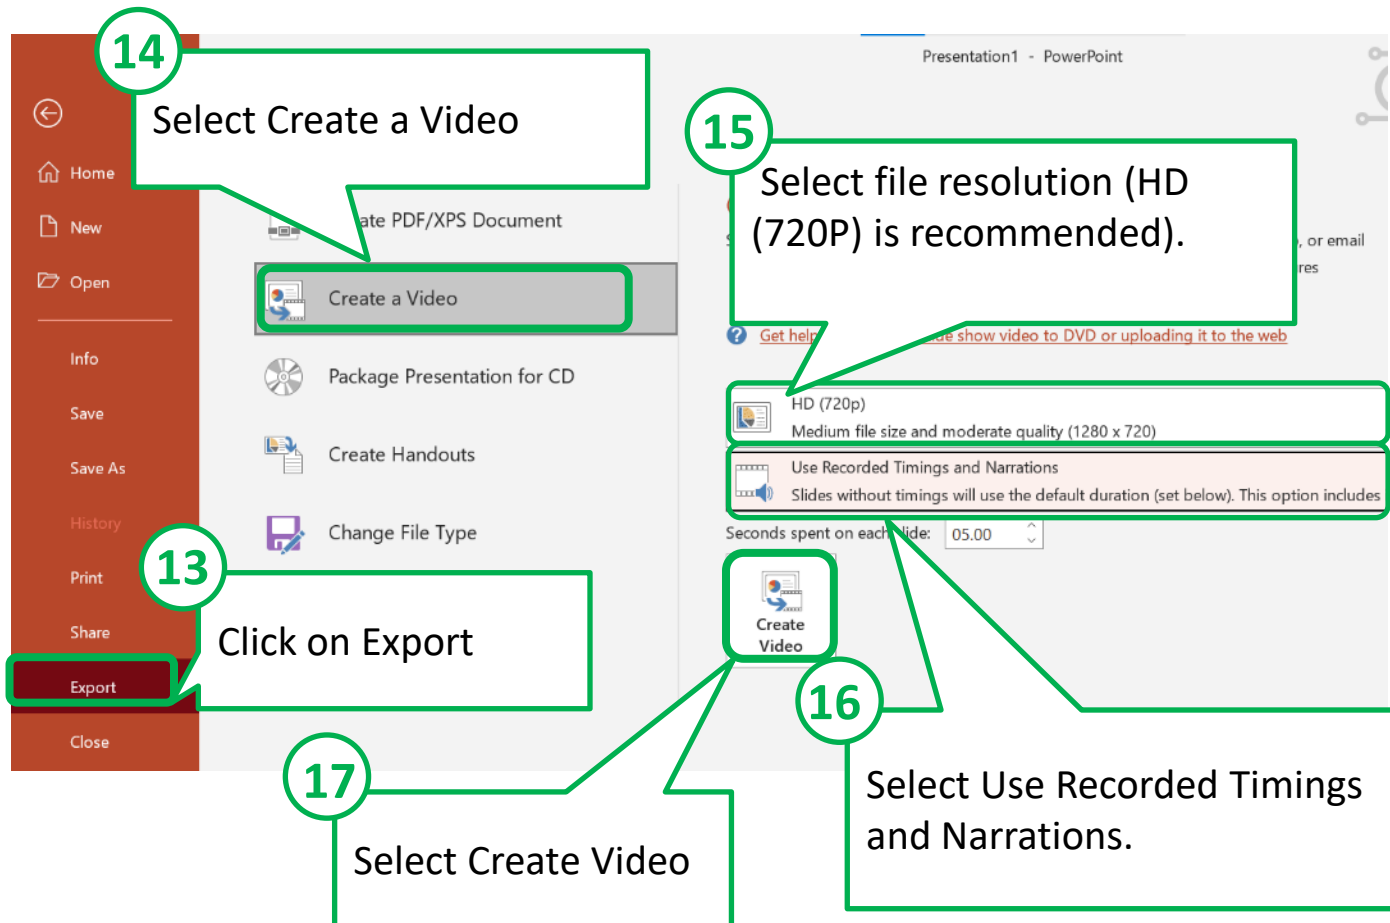 Presentation1 - PowerPoint
14
Select Create a Video
15
Select file resolution (HD
(720P) is recommended).
Home
New
Open
Info
Save
Save As
History
Print
Share
Export
Close
PDF/XPS Document
Create a Video
Package Presentation for CD
Create Handouts
Change File Type
, or email
Get help
show video to DVD or uploading it to the web
HD (720p)
Medium file size and moderate quality (1280 x 720)
Use Recorded Timings and Narrations
Slides without timings will use the default duration (set below). This option includes
Seconds spent on each slide: 05.00
Create
Video
13
Click on Export
16
Select Use Recorded Timings
and Narrations.
17
Select Create Video